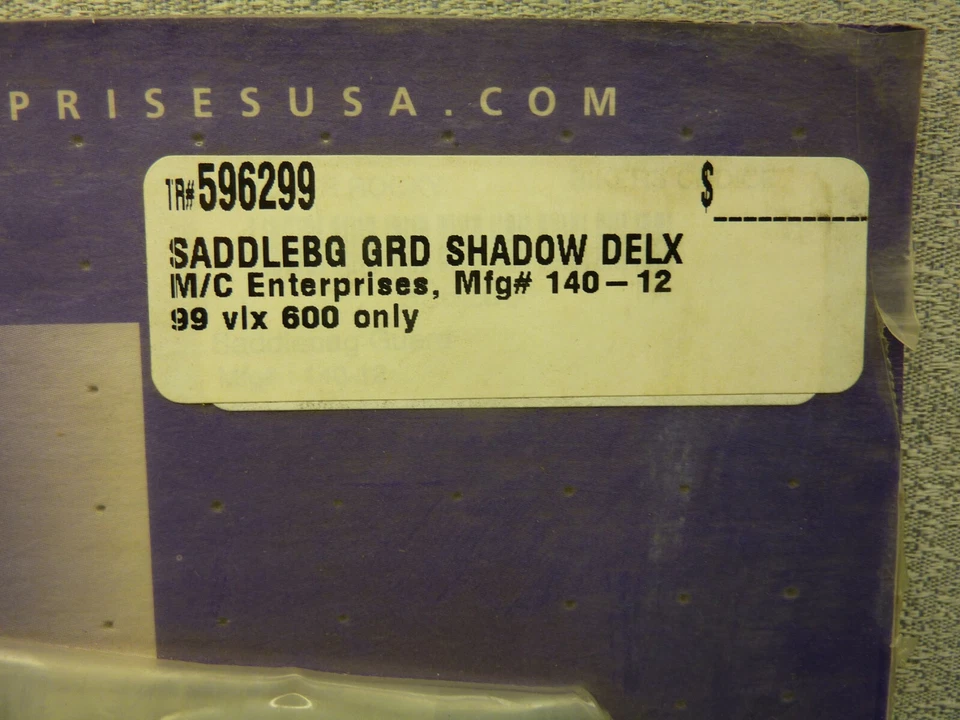 PRISESUSA.COM
TR#596299 $
SADDLEBG GRD SHADOW DELX
M/C Enterprises, Mfg# 140-12
99 vlx 600 only